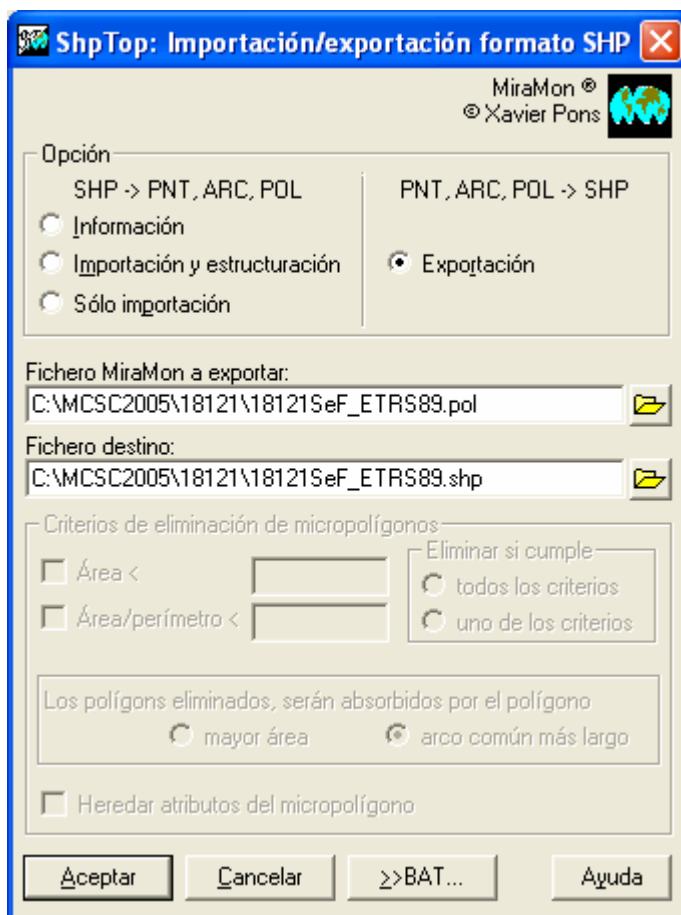 ShpTop: Importación/exportación formato SHP
MiraMon ®
© Xavier Pons
Opción
SHP -> PNT, ARC, POL
PNT, ARC, POL -> SHP
Información
Importación y estructuración
Exportación
Sólo importación
Fichero MiraMon a exportar:
C:\MCSC2005\18121\18121SeF_ETRS89.pol
Fichero destino:
C:\MCSC2005\18121\18121SeF_ETRS89.shp
Criterios de eliminación de micropolígonos
Área <
Área/perímetro <
Eliminar si cumple
todos los criterios
uno de los criterios
Los polígons eliminados, serán absorbidos por el polígono
mayor área
arco común más largo
Heredar atributos del micropolígono
Aceptar
Cancelar
>>BAT...
Ayuda